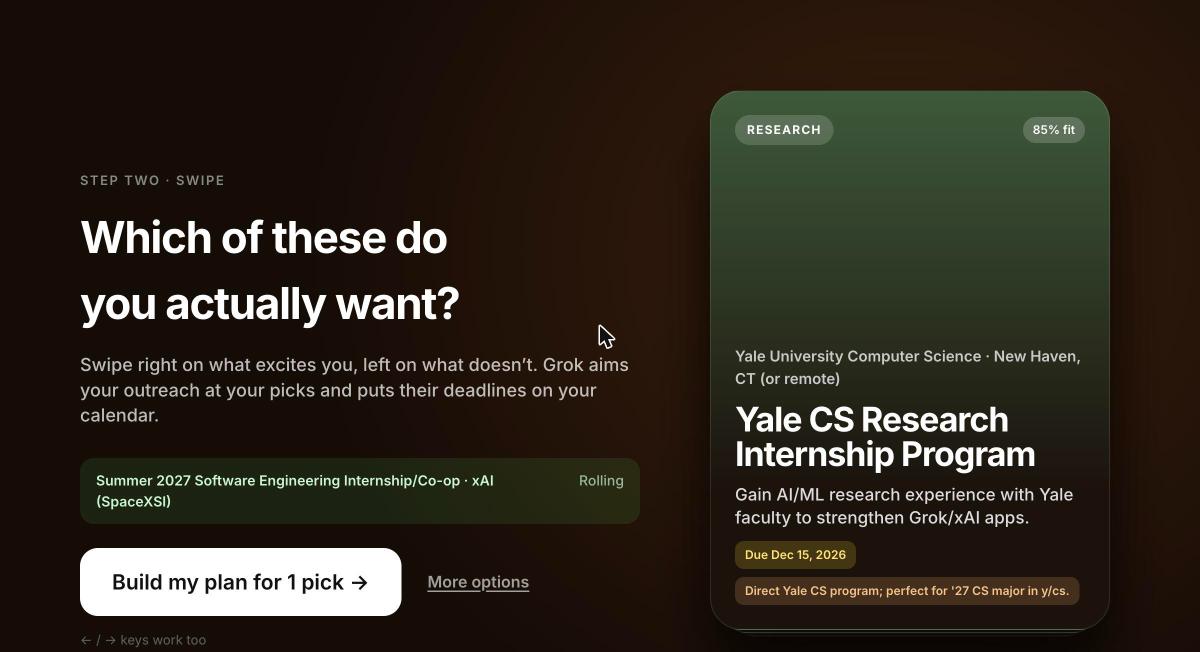 STEP TWO · SWIPE
Which of these do
you actually want?
Swipe right on what excites you, left on what doesn’t. Grok aims
your outreach at your picks and puts their deadlines on your
calendar.
Summer 2027 Software Engineering Internship/Co-op · xAI
(SpaceXSI)
Rolling
Build my plan for 1 pick →
More options
← / → keys work too
RESEARCH
85% fit
Yale University Computer Science · New Haven,
CT (or remote)
Yale CS Research
Internship Program
Gain AI/ML research experience with Yale
faculty to strengthen Grok/xAI apps.
Due Dec 15, 2026
Direct Yale CS program; perfect for '27 CS major in y/cs.